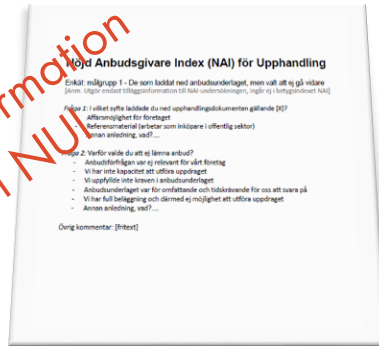 Nöjd Anbudsgivare Index (NAI) för Upphandling
Enkät: målgrupp 1 - De som laddat ned anbudsunderlaget, men valt att ej gå vidare
[Anm. Utgör endast tilläggsinformation till NAI-undersökningen, ingår ej i betygsindexet NAI]
Fråga 1: I vilket syfte laddade du ned upphandlingsdokumenten gällande [X]?
Affärsmöjlighet för företaget
- Referensmaterial (arbetar som inköpare i offentlig sektor)
Annan anledning, vad?....
Fråga 2: Varför valde du att ej lämna anbud?
- Anbudsförfrågan var ej relevant för vårt företag
- Vi har inte kapacitet att utföra uppdraget
- Vi uppfyllde inte kraven i anbudsunderlaget
- Anbudsunderlaget var för omfattande och tidskrävande för oss att svara på
- Vi har full beläggning och därmed ej möjlighet att utföra uppdraget
- Annan anledning, vad?....
Övrig kommentar: [fritext]
rmation
NUI